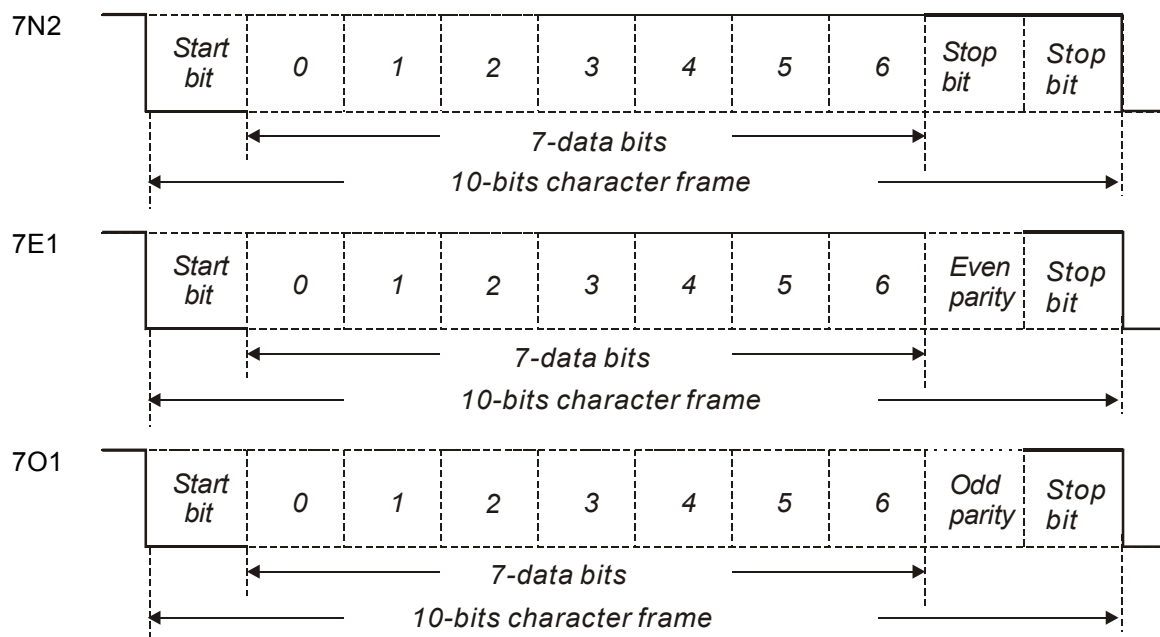 7N2
Start bit 0 1 2 3 4 5 6 Stop bit Stop bit
7-data bits
10-bits character frame
7E1
Start bit 0 1 2 3 4 5 6 Even parity Stop bit
7-data bits
10-bits character frame
7O1
Start bit 0 1 2 3 4 5 6 Odd parity Stop bit
7-data bits
10-bits character frame